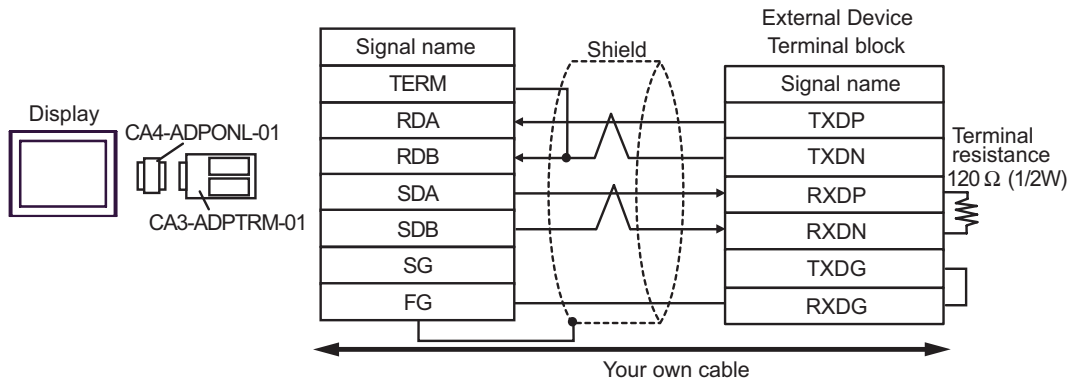 Display
CA4-ADPONL-01
CA3-ADPTRM-01
Signal name
TERM
RDA
RDB
SDA
SDB
SG
FG
Shield
External Device
Terminal block
Signal name
TXDP
TXDN
RXDP
RXDN
TXDG
RXDG
Terminal
resistance
120 Ω (1/2W)
Your own cable